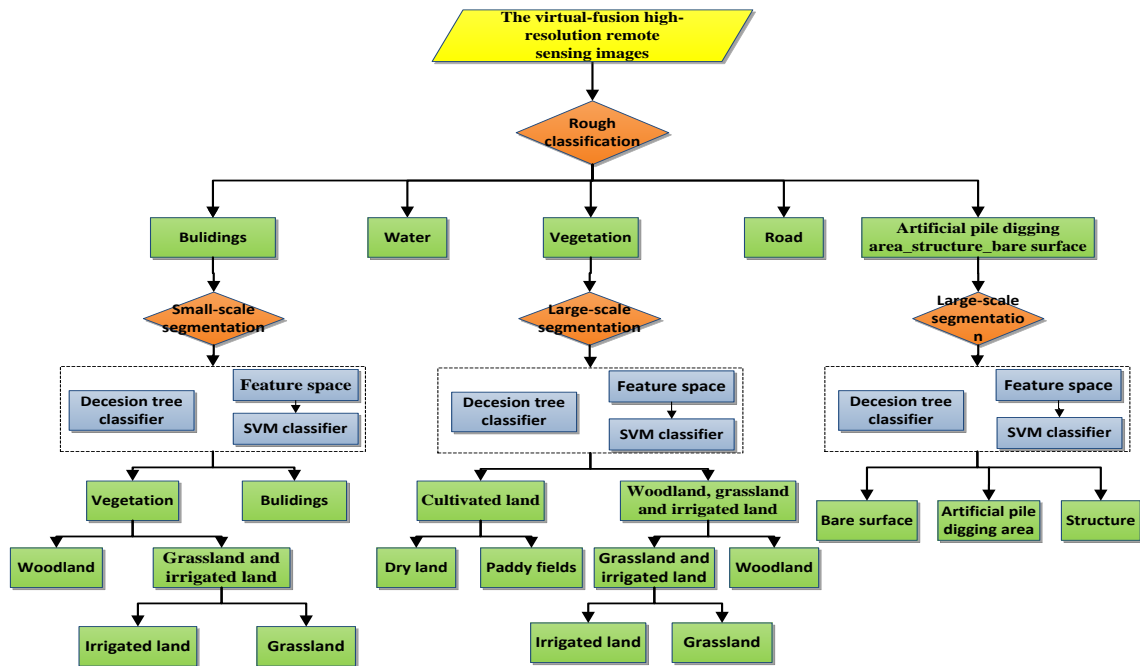 The virtual-fusion high-
resolution remote
sensing images
Rough
classification
Bulidings
Water
Vegetation
Road
Artificial pile digging
area_structure_bare surface
Small-scale
segmentation
Large-scale
segmentation
Large-scale
segmentatio
n
Decesion tree
classifier
Feature space
SVM classifier
Decesion tree
classifier
Feature space
SVM classifier
Decesion tree
classifier
Feature space
SVM classifier
Vegetation
Bulidings
Cultivated land
Woodland, grassland
and irrigated land
Bare surface
Artificial pile
digging area
Structure
Woodland
Grassland and
irrigated land
Dry land
Paddy fields
Grassland and
irrigated land
Woodland
Irrigated land
Grassland
Irrigated land
Grassland